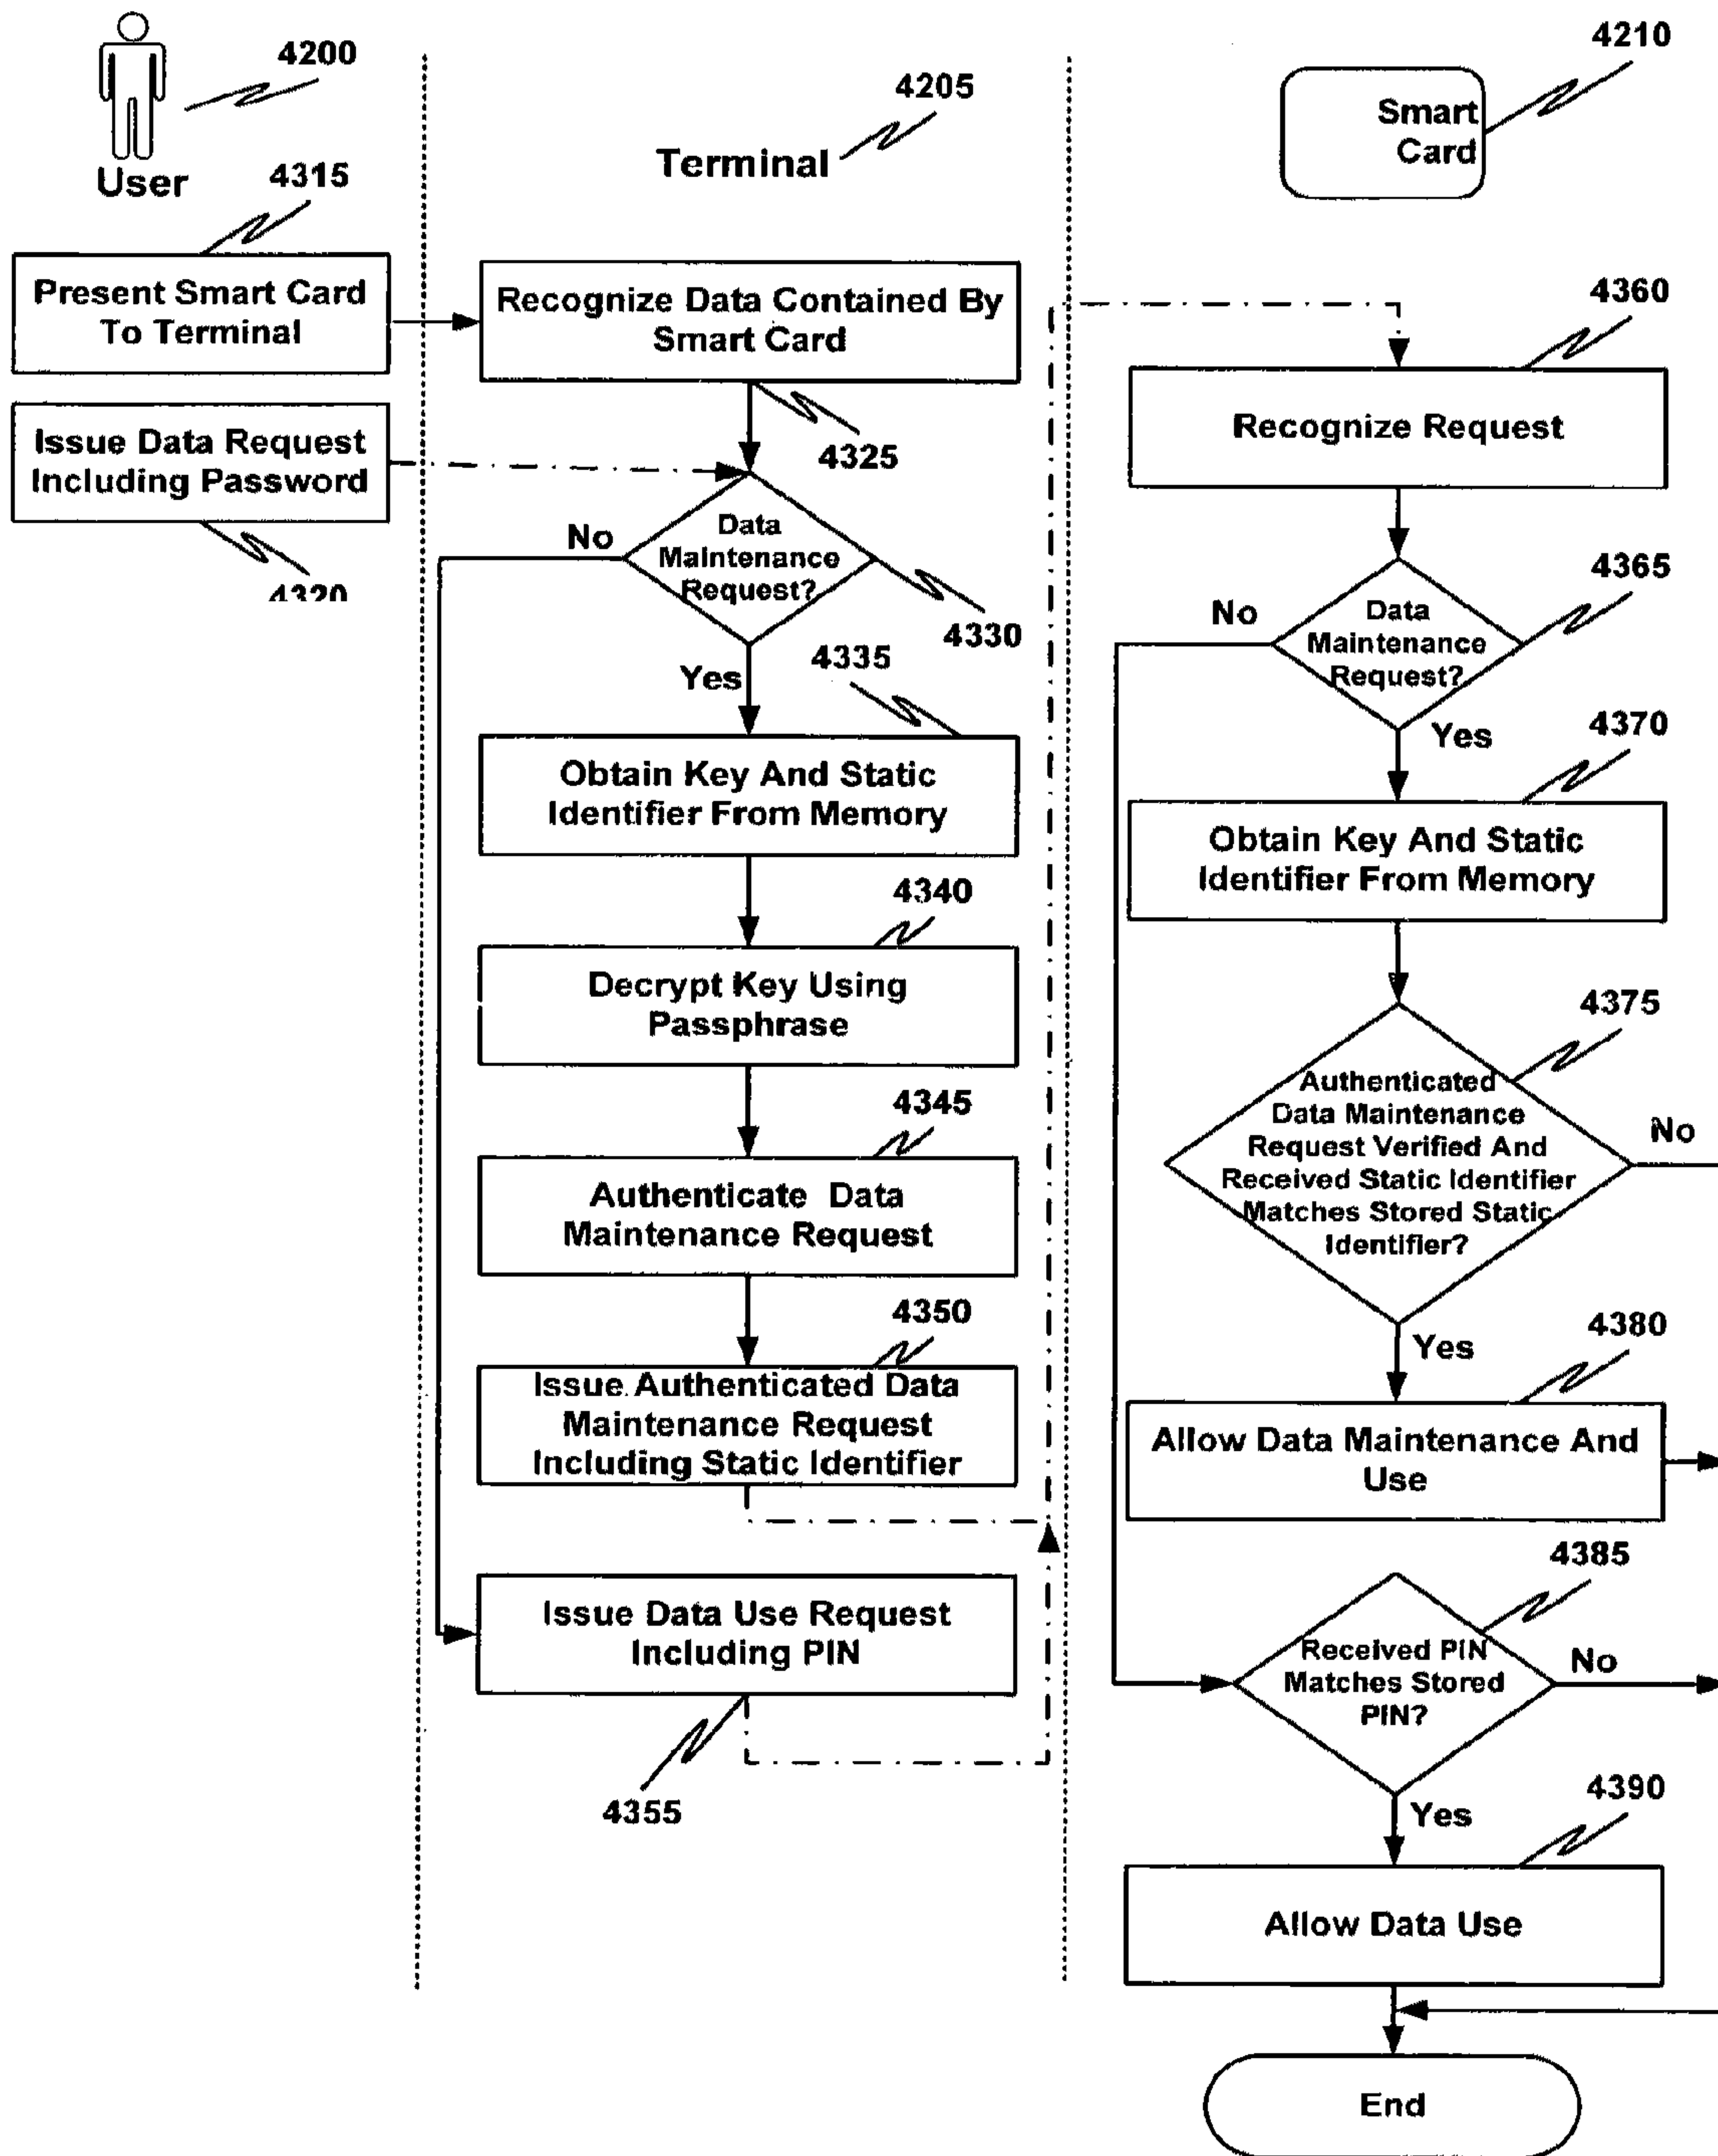 4200
User
4205
Terminal
4210
Smart
Card
4315
Present Smart Card
To Terminal
Issue Data Request
Including Password
4320
Recognize Data Contained By
Smart Card
4325
Data
Maintenance
Request?
No
4330
Yes
4335
Obtain Key And Static
Identifier From Memory
4340
Decrypt Key Using
Passphrase
4345
Authenticate Data
Maintenance Request
4350
Issue Authenticated Data
Maintenance Request
Including Static Identifier
Issue Data Use Request
Including PIN
4355
4360
Recognize Request
4365
No
Data
Maintenance
Request?
Yes
4370
Obtain Key And Static
Identifier From Memory
4375
Authenticated
Data Maintenance
Request Verified And
Received Static Identifier
Matches Stored Static
Identifier?
No
Yes
4380
Allow Data Maintenance And
Use
4385
Received PIN
Matches Stored
PIN?
No
Yes
4390
Allow Data Use
End